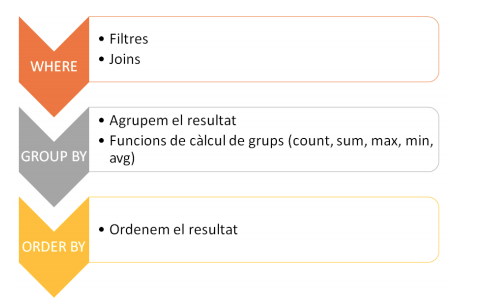 WHERE
• Filtres
• Joins
GROUP BY
• Agrupem el resultat
• Funcions de càlcul de grups (count, sum, max, min,
avg)
ORDER BY
• Ordenem el resultat